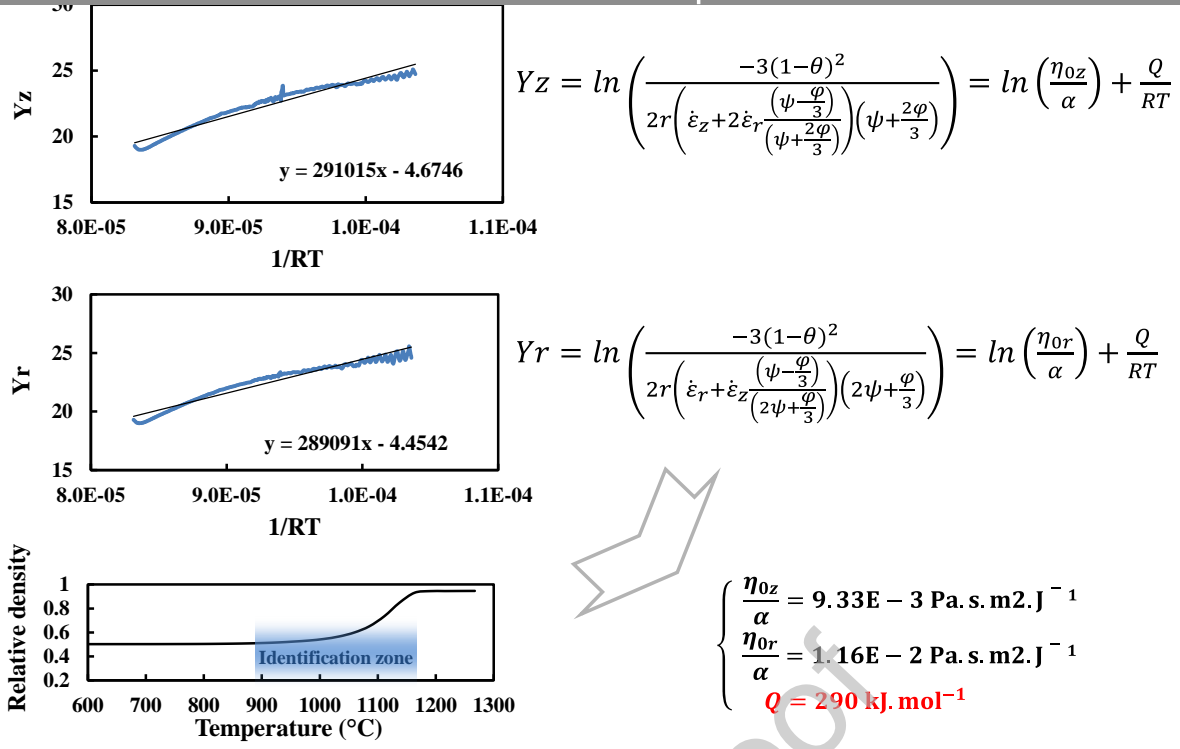 30
25
20
15
Yz
y = 291015x - 4.6746
8.0E-05 9.0E-05 1.0E-04 1.1E-04
1/RT
Yz = ln(−3(1−θ)² / 2r(ε̇z+2ε̇r (ψ−φ/3)/(ψ+2φ/3))(ψ+2φ/3)) = ln(η0z/α) + Q/RT
30
25
20
15
Yr
y = 289091x - 4.4542
8.0E-05 9.0E-05 1.0E-04 1.1E-04
1/RT
Yr = ln(−3(1−θ)² / 2r(ε̇r+ε̇z (ψ−φ/3)/(2ψ+φ/3))(2ψ+φ/3)) = ln(η0r/α) + Q/RT
Relative density
1
0.8
0.6
0.4
0.2
Identification zone
600 700 800 900 1000 1100 1200 1300
Temperature (°C)
η0z/α = 9.33E − 3 Pa.s.m2.J⁻¹
η0r/α = 1.16E − 2 Pa.s.m2.J⁻¹
Q = 290 kJ.mol⁻¹